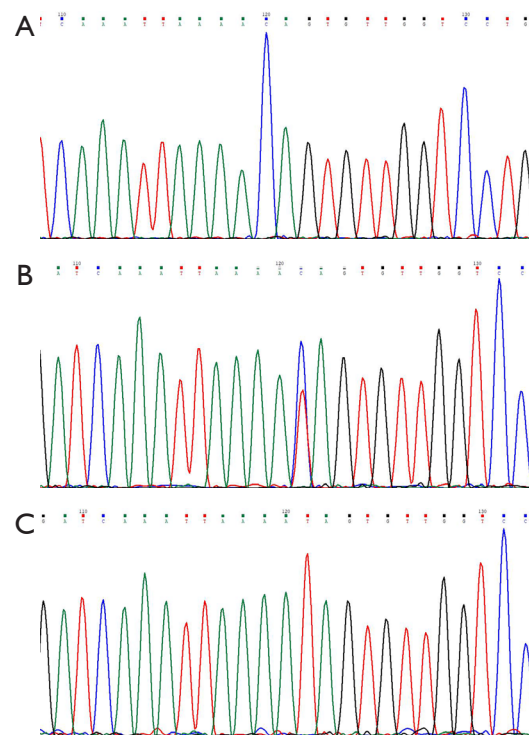 A
110 120 130
C A A A T T A A A A C A G T G T T G G T C C T G
B
110 120 130
A T C A A A T T A A A A C A G T G T T G G T C C
C
110 120 130
G A T C A A A T T A A A A T A G T G T T G G T C C